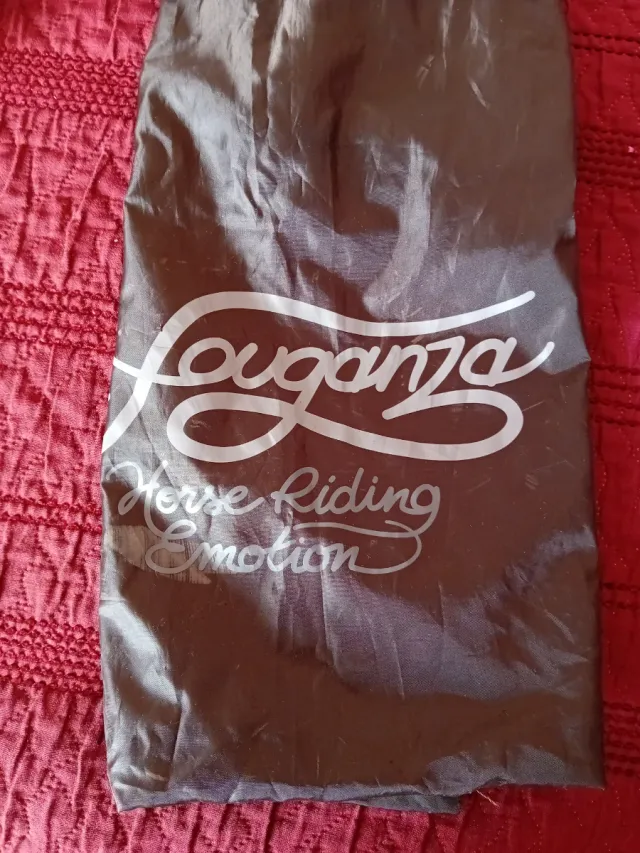 Fouganza
Horse Riding
Emotion